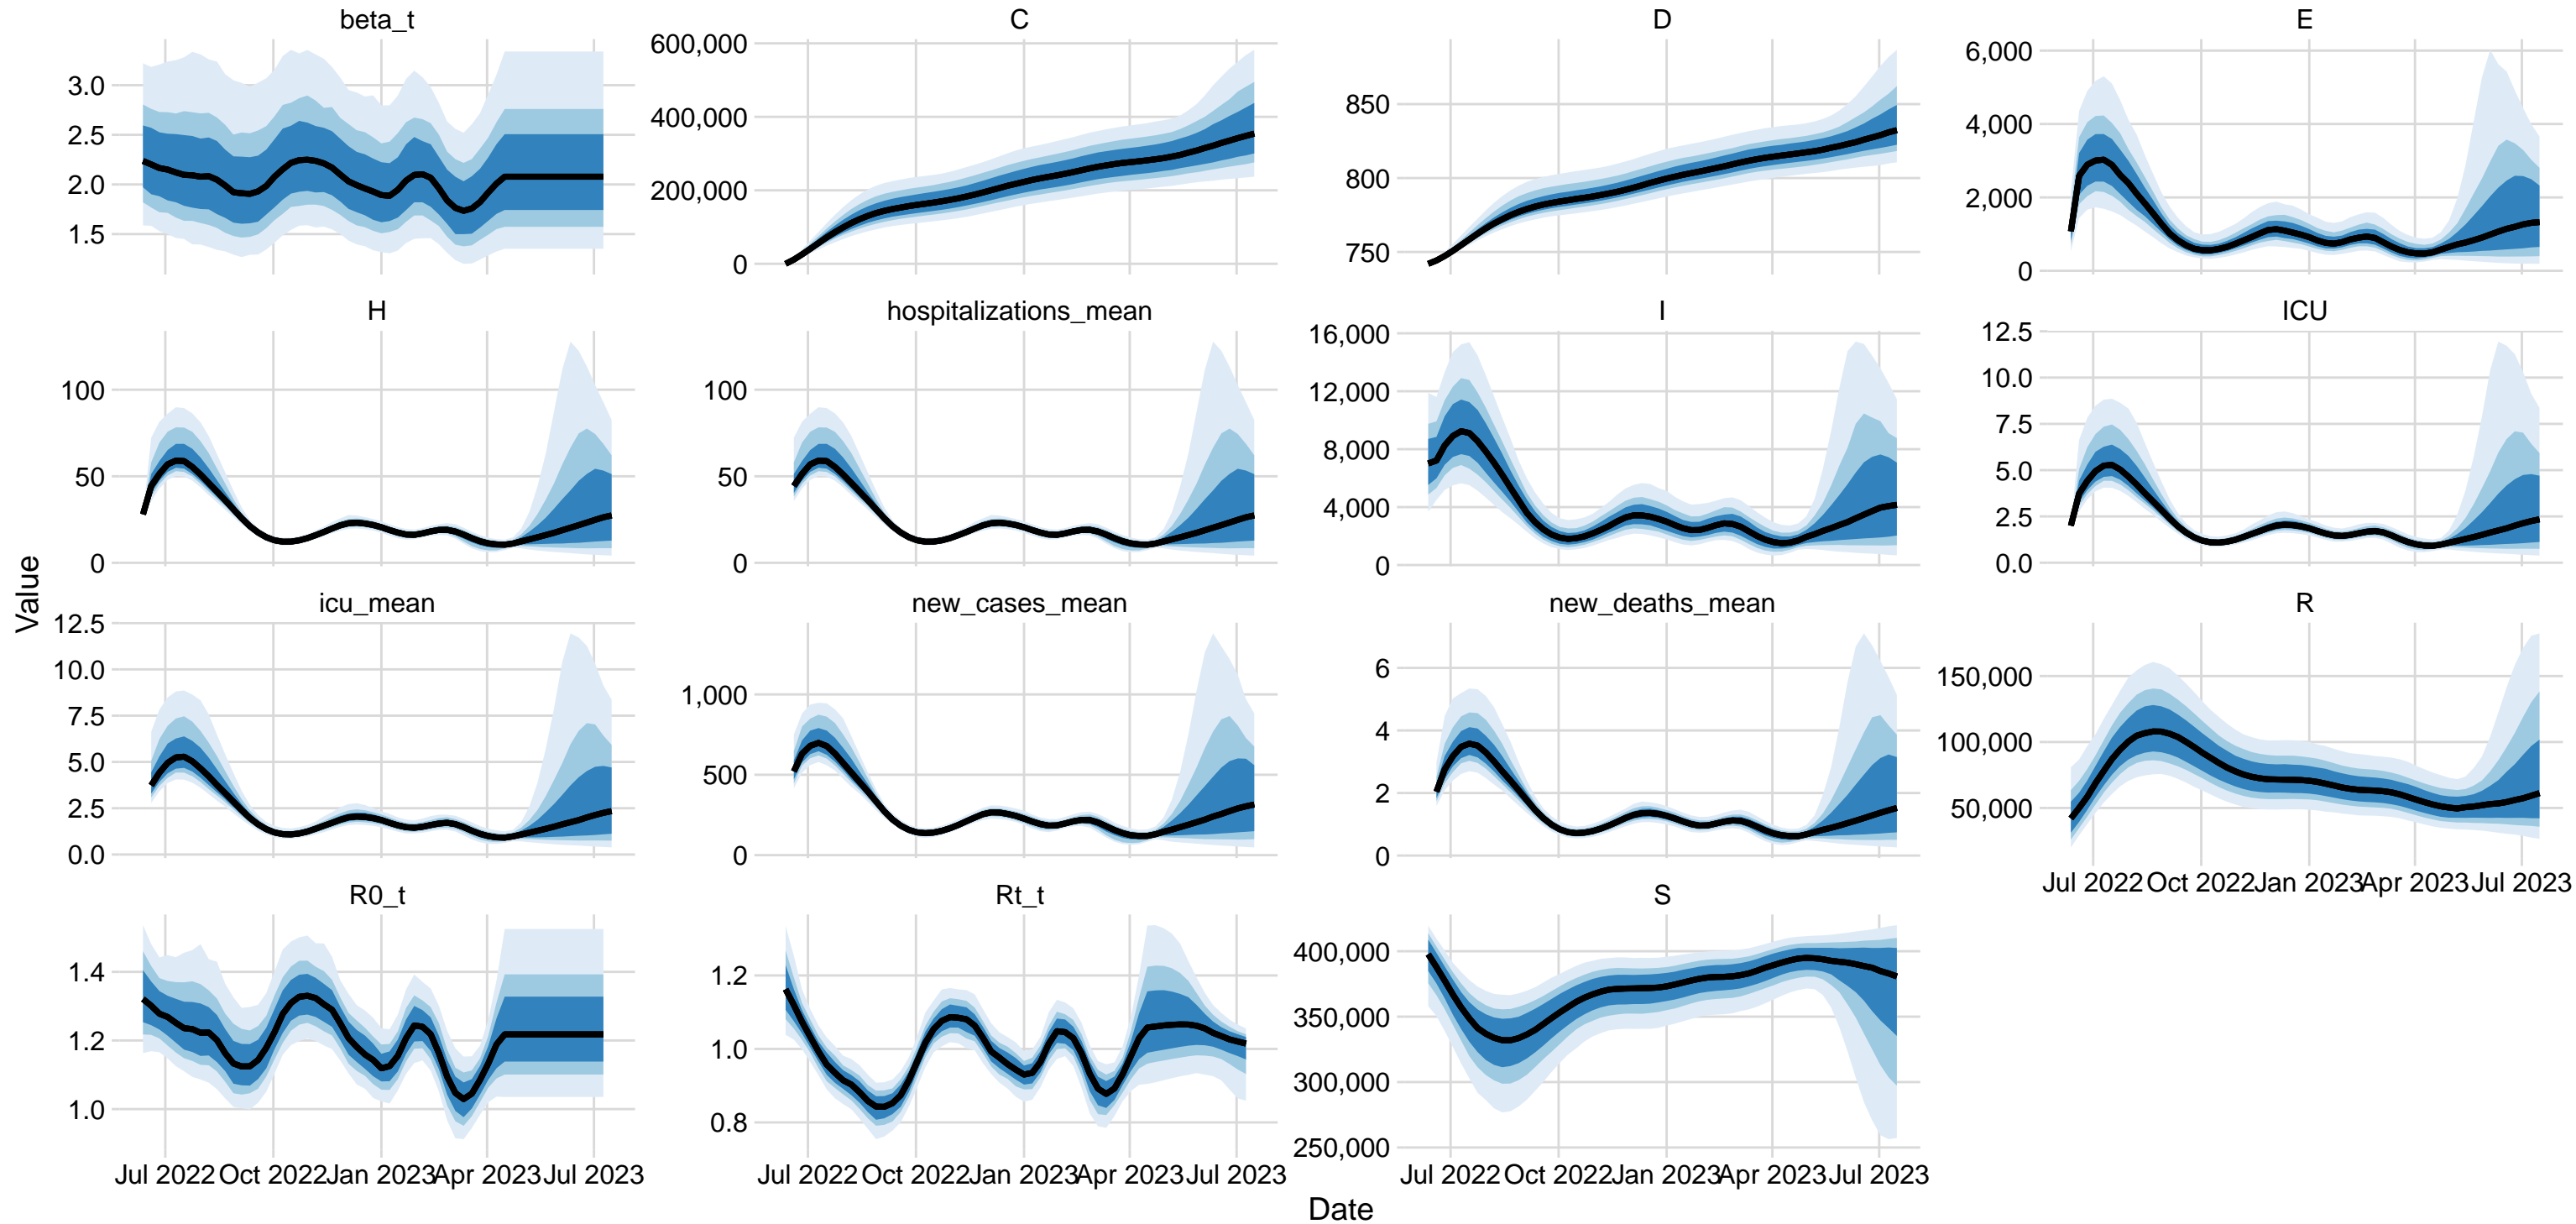 beta_t
C
D
E
3.0
2.5
2.0
1.5
600,000
400,000
200,000
0
850
800
750
6,000
4,000
2,000
0
H
hospitalizations_mean
I
ICU
100
50
0
100
50
0
16,000
12,000
8,000
4,000
0
12.5
10.0
7.5
5.0
2.5
0.0
Value
icu_mean
new_cases_mean
new_deaths_mean
R
12.5
10.0
7.5
5.0
2.5
0.0
1,000
500
0
6
4
2
0
150,000
100,000
50,000
Jul 2022 Oct 2022 Jan 2023 Apr 2023 Jul 2023
R0_t
Rt_t
S
1.4
1.2
1.0
1.2
1.0
0.8
400,000
350,000
300,000
250,000
Jul 2022 Oct 2022 Jan 2023 Apr 2023 Jul 2023
Jul 2022 Oct 2022 Jan 2023 Apr 2023 Jul 2023
Jul 2022 Oct 2022 Jan 2023 Apr 2023 Jul 2023
Date